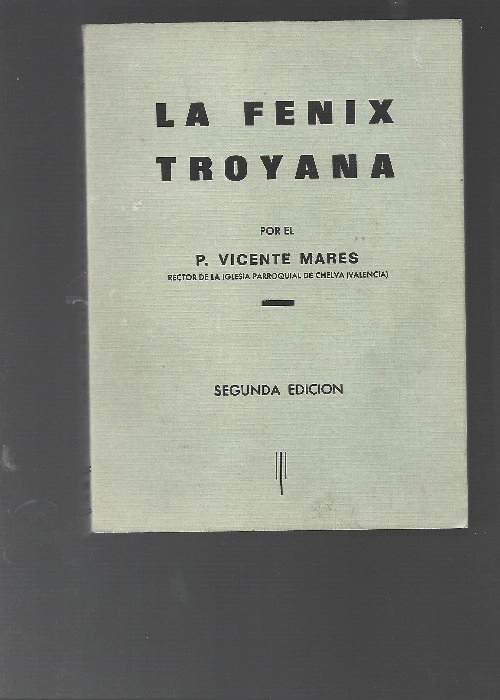 LA FENIX
TROYANA
POR EL
P. VICENTE MARES
RECTOR DE LA IGLESIA PARROQUIAL DE CHELVA (VALENCIA)
SEGUNDA EDICION